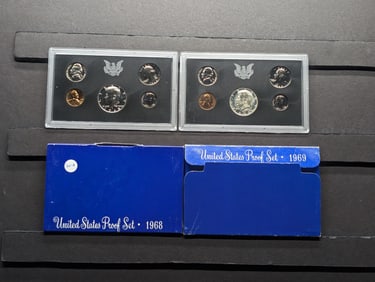 United States Proof Set • 1969
United States Proof Set • 1968